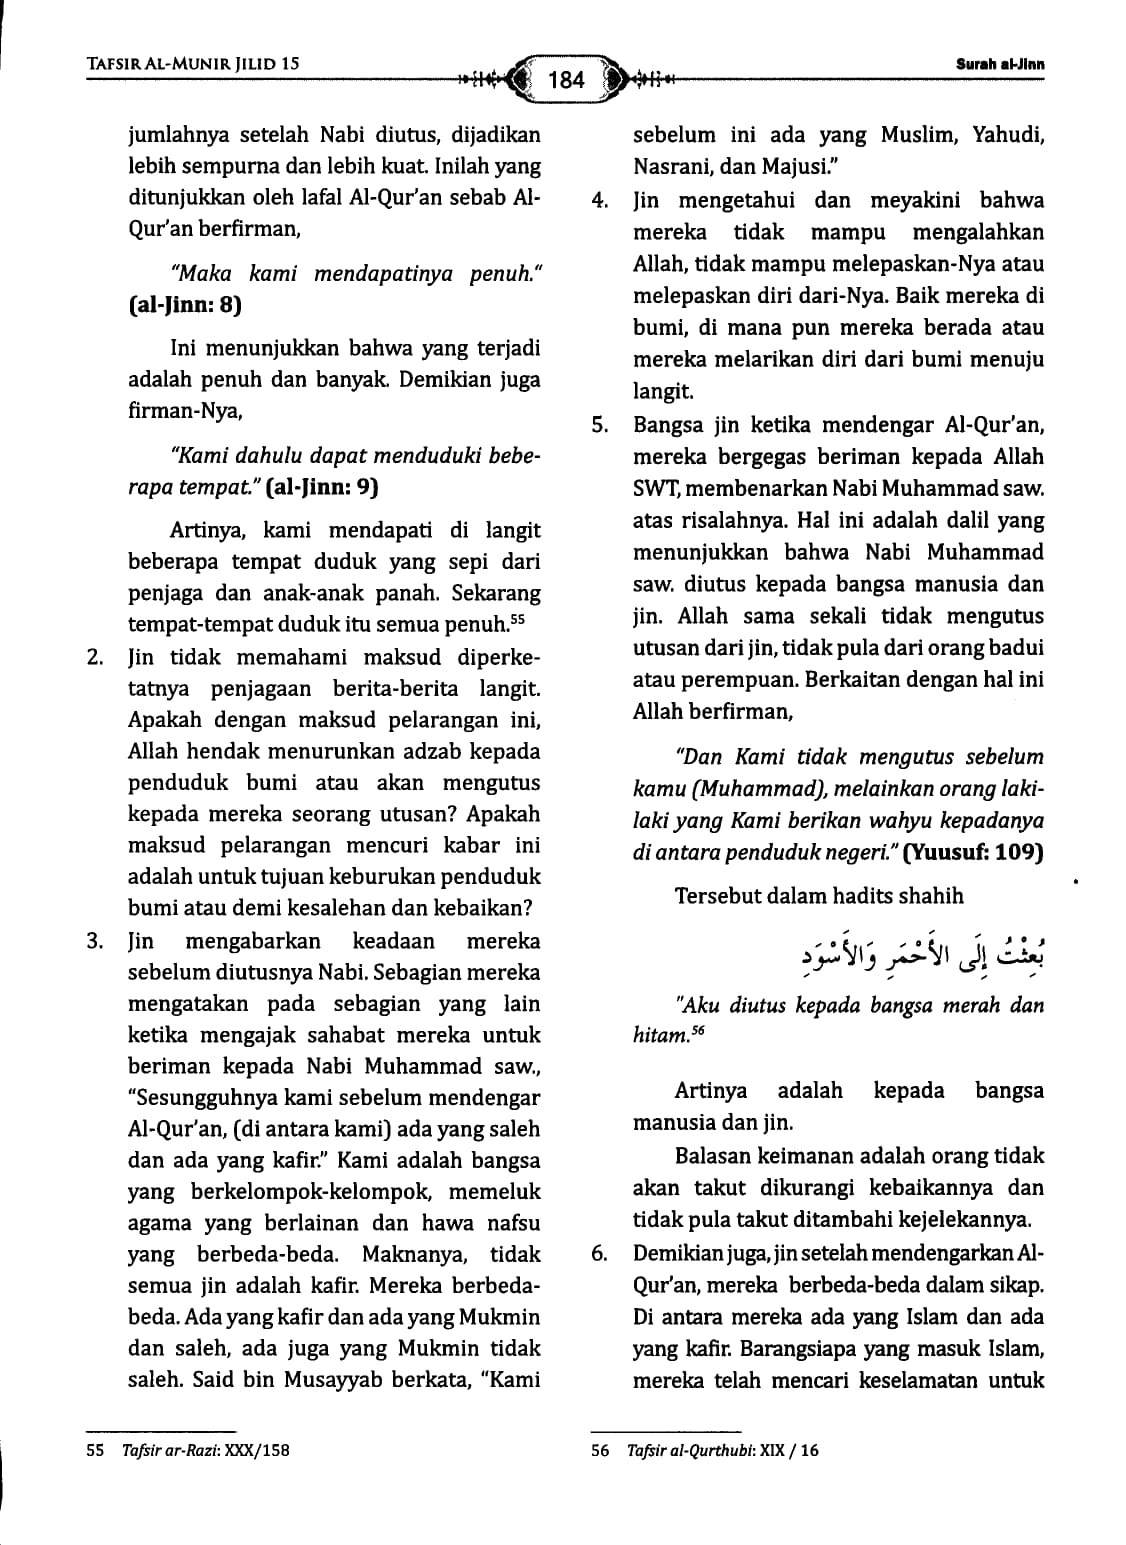 TAFSIR AL-MUNIR JILID 15
184
Surah al-Jinn
jumlahnya setelah Nabi diutus, dijadikan
lebih sempurna dan lebih kuat. Inilah yang
ditunjukkan oleh lafal Al-Qur'an sebab Al-
Qur'an berfirman,
“Maka kami mendapatinya penuh.“
(al-Jinn: 8)
Ini menunjukkan bahwa yang terjadi
adalah penuh dan banyak. Demikian juga
firman-Nya,
“Kami dahulu dapat menduduki bebe-
rapa tempat.” (al-Jinn: 9)
Artinya, kami mendapati di langit
beberapa tempat duduk yang sepi dari
penjaga dan anak-anak panah. Sekarang
tempat-tempat duduk itu semua penuh.55
2. Jin tidak memahami maksud diperke-
tatnya penjagaan berita-berita langit.
Apakah dengan maksud pelarangan ini,
Allah hendak menurunkan adzab kepada
penduduk bumi atau akan mengutus
kepada mereka seorang utusan? Apakah
maksud pelarangan mencuri kabar ini
adalah untuk tujuan keburukan penduduk
bumi atau demi kesalehan dan kebaikan?
3. Jin mengabarkan keadaan mereka
sebelum diutusnya Nabi. Sebagian mereka
mengatakan pada sebagian yang lain
ketika mengajak sahabat mereka untuk
beriman kepada Nabi Muhammad saw.,
“Sesungguhnya kami sebelum mendengar
Al-Qur'an, (di antara kami) ada yang saleh
dan ada yang kafir.” Kami adalah bangsa
yang berkelompok-kelompok, memeluk
agama yang berlainan dan hawa nafsu
yang berbeda-beda. Maknanya, tidak
semua jin adalah kafir. Mereka berbeda-
beda. Ada yang kafir dan ada yang Mukmin
dan saleh, ada juga yang Mukmin tidak
saleh. Said bin Musayyab berkata, “Kami
55 Tafsir ar-Razi: XXX/158
sebelum ini ada yang Muslim, Yahudi,
Nasrani, dan Majusi.”
4. Jin mengetahui dan meyakini bahwa
mereka tidak mampu mengalahkan
Allah, tidak mampu melepaskan-Nya atau
melepaskan diri dari-Nya. Baik mereka di
bumi, di mana pun mereka berada atau
mereka melarikan diri dari bumi menuju
langit.
5. Bangsa jin ketika mendengar Al-Qur'an,
mereka bergegas beriman kepada Allah
SWT, membenarkan Nabi Muhammad saw.
atas risalahnya. Hal ini adalah dalil yang
menunjukkan bahwa Nabi Muhammad
saw. diutus kepada bangsa manusia dan
jin. Allah sama sekali tidak mengutus
utusan dari jin, tidak pula dari orang badui
atau perempuan. Berkaitan dengan hal ini
Allah berfirman,
“Dan Kami tidak mengutus sebelum
kamu (Muhammad), melainkan orang laki-
laki yang Kami berikan wahyu kepadanya
di antara penduduk negeri.” (Yuusuf: 109)
Tersebut dalam hadits shahih
بُعِثْتُ إِلَى الأَحْمَرِ وَالأَسْوَدِ
"Aku diutus kepada bangsa merah dan
hitam.56
Artinya adalah kepada bangsa
manusia dan jin.
Balasan keimanan adalah orang tidak
akan takut dikurangi kebaikannya dan
tidak pula takut ditambahi kejelekannya.
6. Demikian juga, jin setelah mendengarkan Al-
Qur'an, mereka berbeda-beda dalam sikap.
Di antara mereka ada yang Islam dan ada
yang kafir. Barangsiapa yang masuk Islam,
mereka telah mencari keselamatan untuk
56 Tafsir al-Qurthubi: XIX / 16